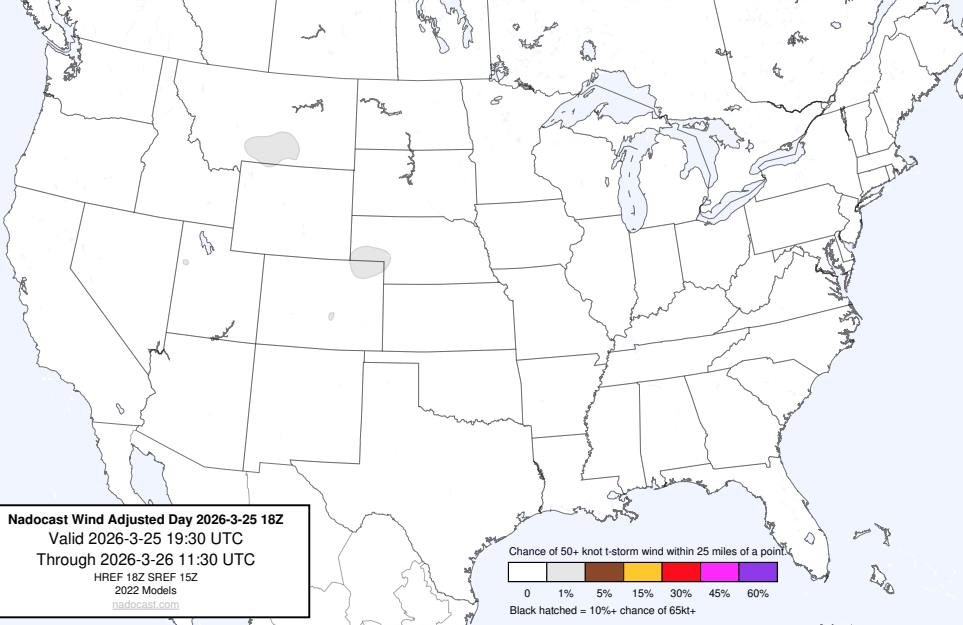 Nadocast Wind Adjusted Day 2026-3-25 18Z
Valid 2026-3-25 19:30 UTC
Through 2026-3-26 11:30 UTC
HREF 18Z SREF 15Z
2022 Models
nadocast.com
Chance of 50+ knot t-storm wind within 25 miles of a point.
0 1% 5% 15% 30% 45% 60%
Black hatched = 10%+ chance of 65kt+